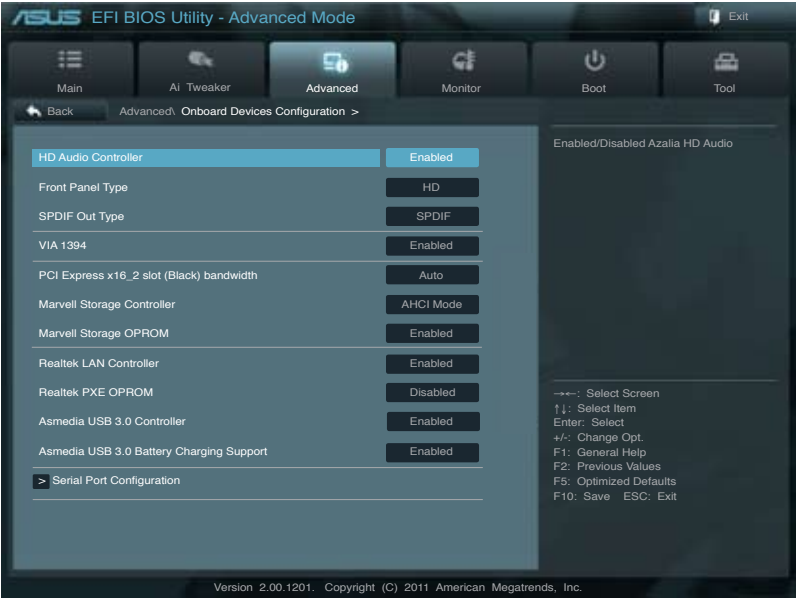 ASUS EFI BIOS Utility - Advanced Mode
Exit
Main
Ai Tweaker
Advanced
Monitor
Boot
Tool
Back
Advanced\ Onboard Devices Configuration >
HD Audio Controller Enabled
Front Panel Type HD
SPDIF Out Type SPDIF
VIA 1394 Enabled
PCI Express x16_2 slot (Black) bandwidth Auto
Marvell Storage Controller AHCI Mode
Marvell Storage OPROM Enabled
Realtek LAN Controller Enabled
Realtek PXE OPROM Disabled
Asmedia USB 3.0 Controller Enabled
Asmedia USB 3.0 Battery Charging Support Enabled
> Serial Port Configuration
Enabled/Disabled Azalia HD Audio
→←: Select Screen
↑↓: Select Item
Enter: Select
+/-: Change Opt.
F1: General Help
F2: Previous Values
F5: Optimized Defaults
F10: Save ESC: Exit
Version 2.00.1201. Copyright (C) 2011 American Megatrends, Inc.